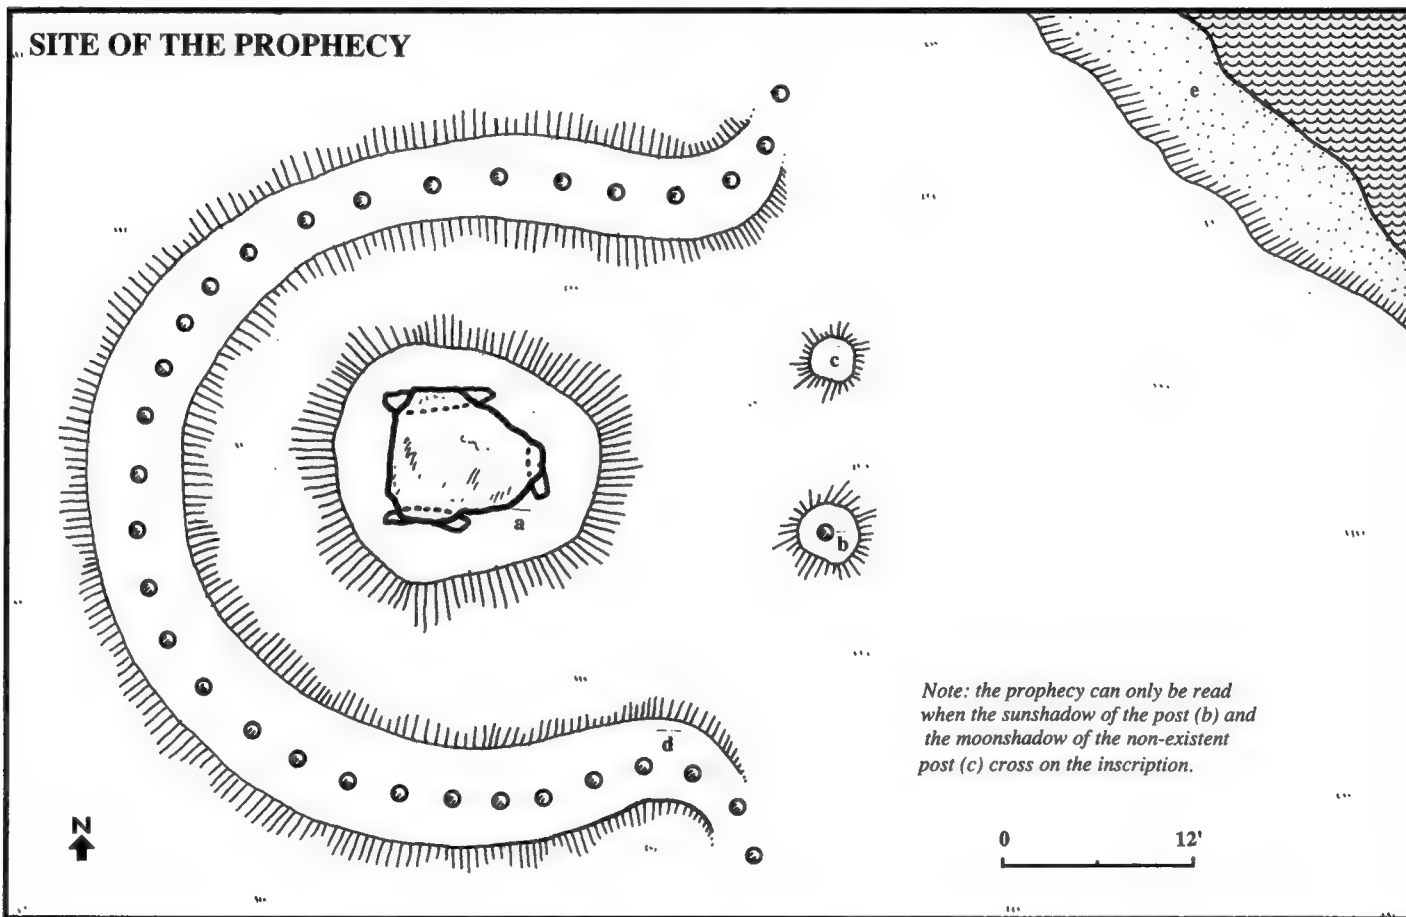 SITE OF THE PROPHECY
e
c
a
b
d
Note: the prophecy can only be read
when the sunshadow of the post (b) and
the moonshadow of the non-existent
post (c) cross on the inscription.
N
0 12'